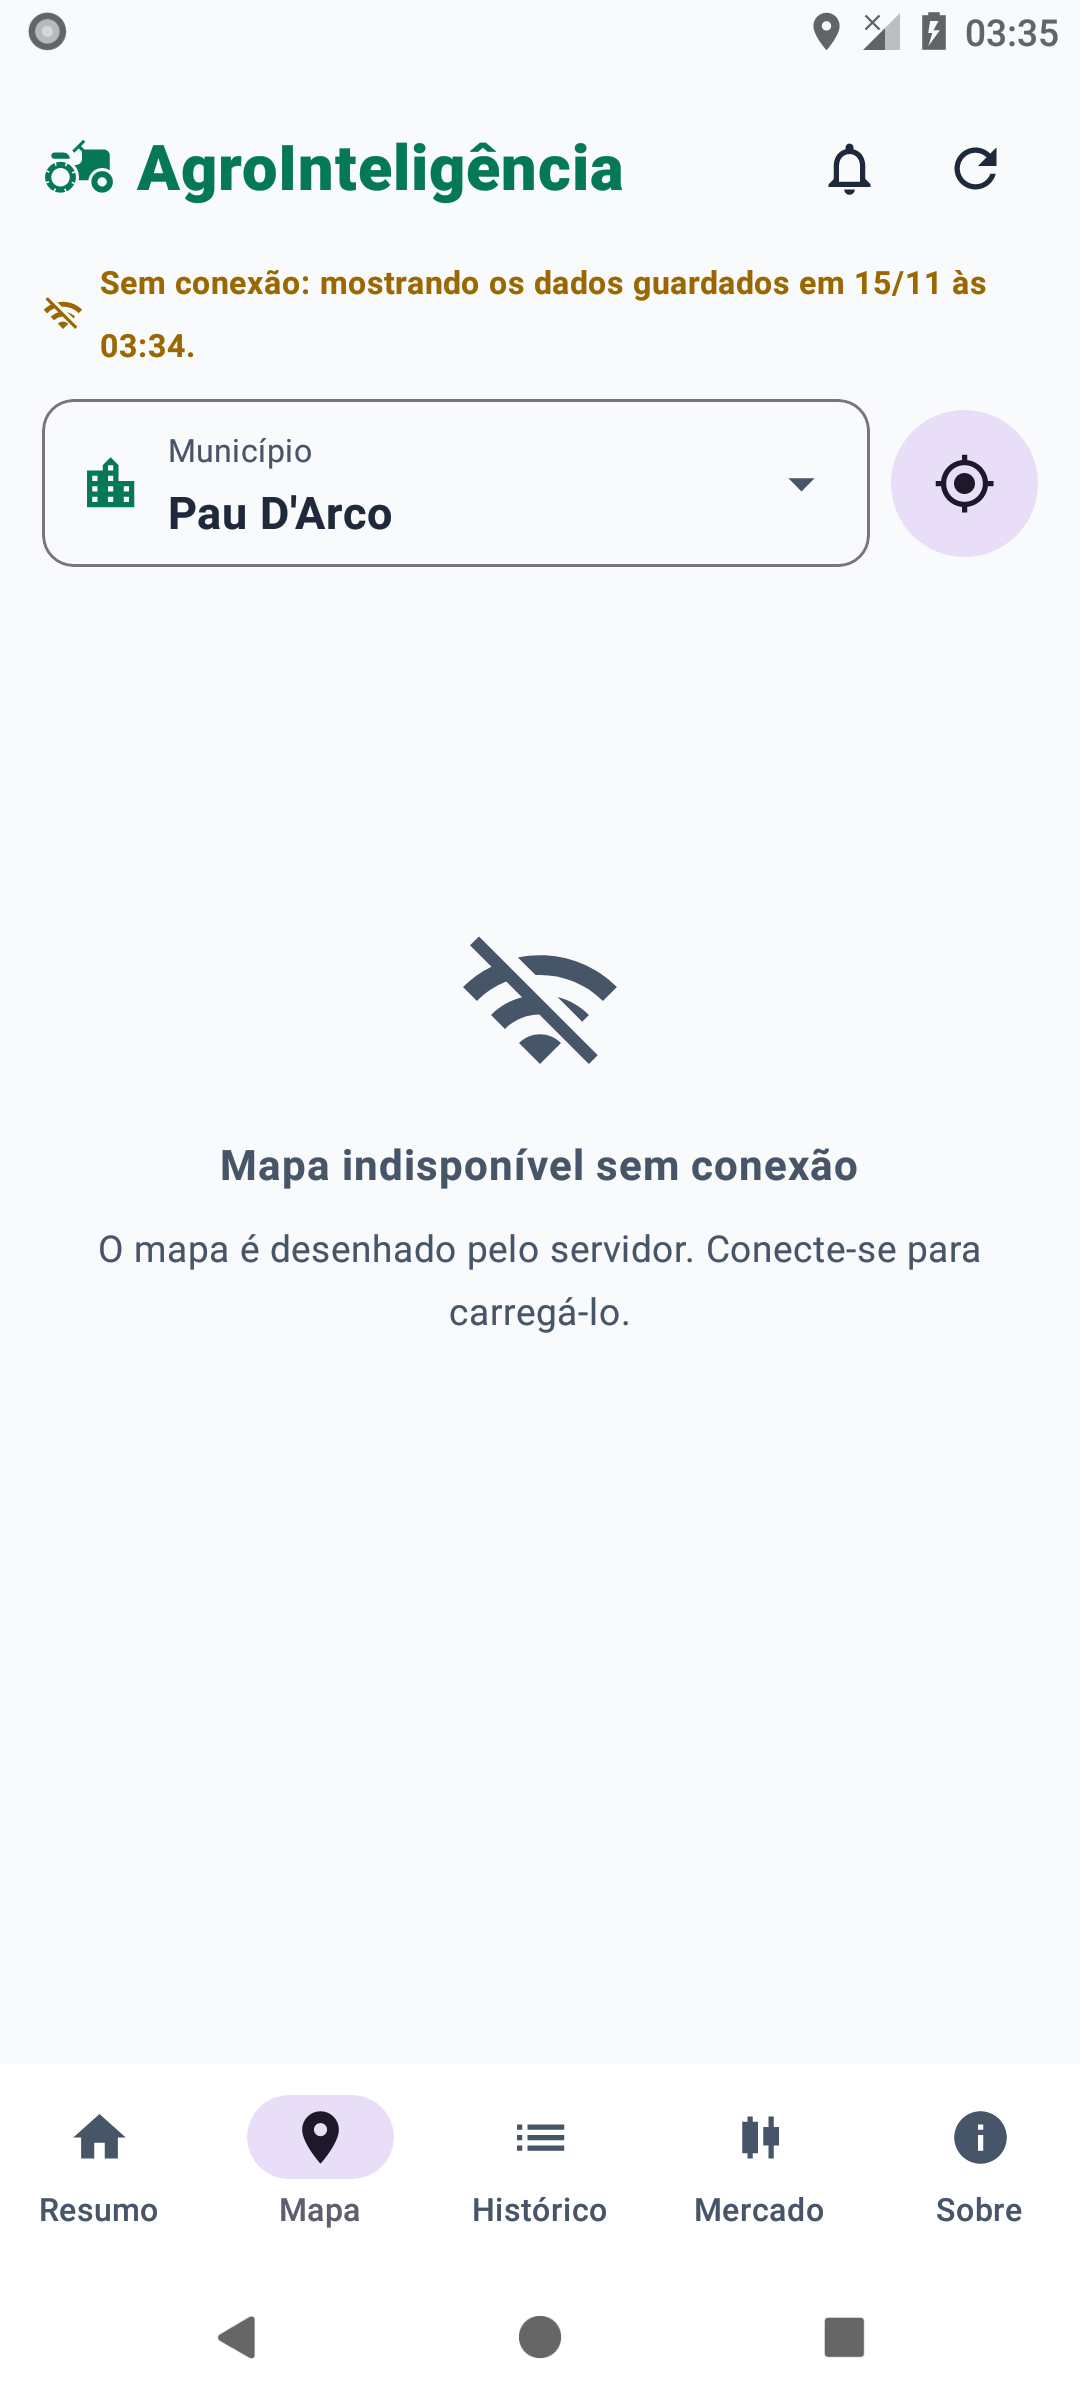 03:35
AgroInteligência
Sem conexão: mostrando os dados guardados em 15/11 às
03:34.
Município
Pau D'Arco
Mapa indisponível sem conexão
O mapa é desenhado pelo servidor. Conecte-se para
carregá-lo.
Resumo
Mapa
Histórico
Mercado
Sobre